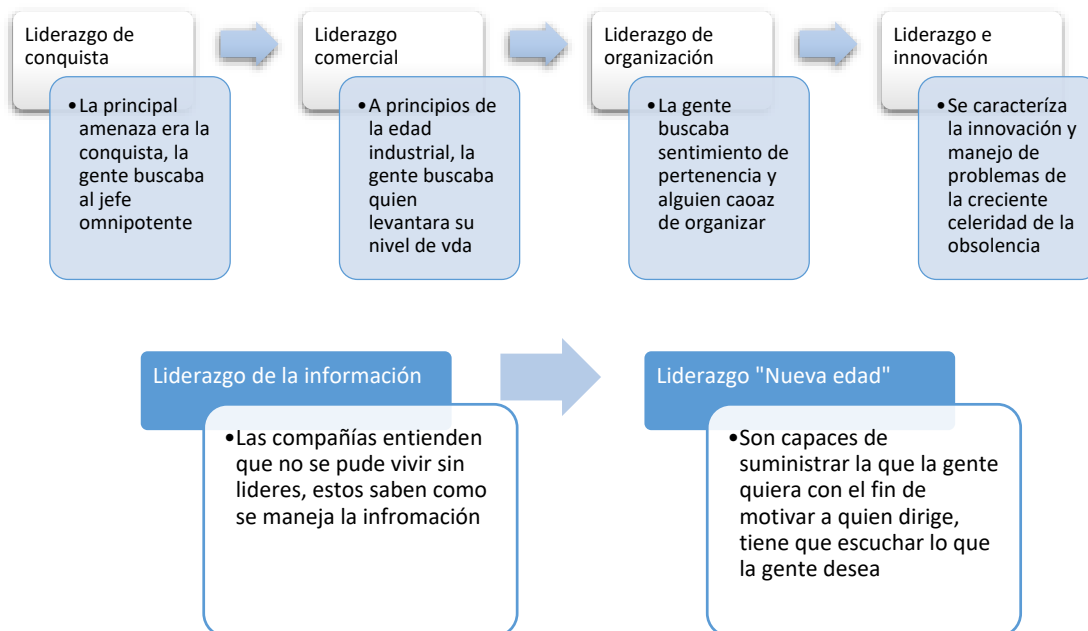 Liderazgo de
conquista
•La principal
amenaza era la
conquista, la
gente buscaba
al jefe
omnipotente
Liderazgo
comercial
•A principios de
la edad
industrial, la
gente buscaba
quien
levantara su
nivel de vda
Liderazgo de
organización
•La gente
buscaba
sentimiento de
pertenencia y
alguien caoaz
de organizar
Liderazgo e
innovación
•Se caracteríza
la innovación y
manejo de
problemas de
la creciente
celeridad de la
obsolencia
Liderazgo de la información
•Las compañías entienden
que no se pude vivir sin
lideres, estos saben como
se maneja la infromación
Liderazgo "Nueva edad"
•Son capaces de
suministrar la que la gente
quiera con el fin de
motivar a quien dirige,
tiene que escuchar lo que
la gente desea